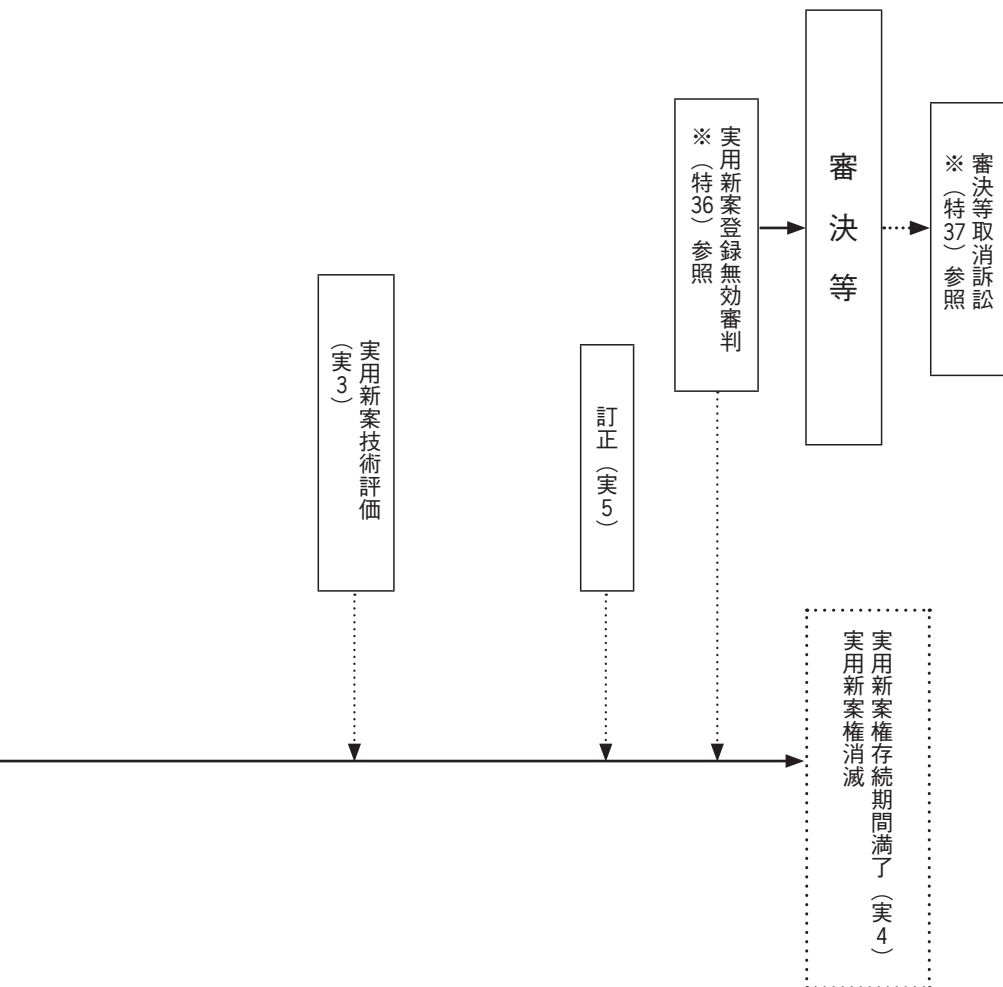 審決等取消訴訟
※（特37）参照
審決等
実用新案登録無効審判
※（特36）参照
訂正（実5）
実用新案技術評価
（実3）
実用新案権存続期間満了（実4）
実用新案権消滅